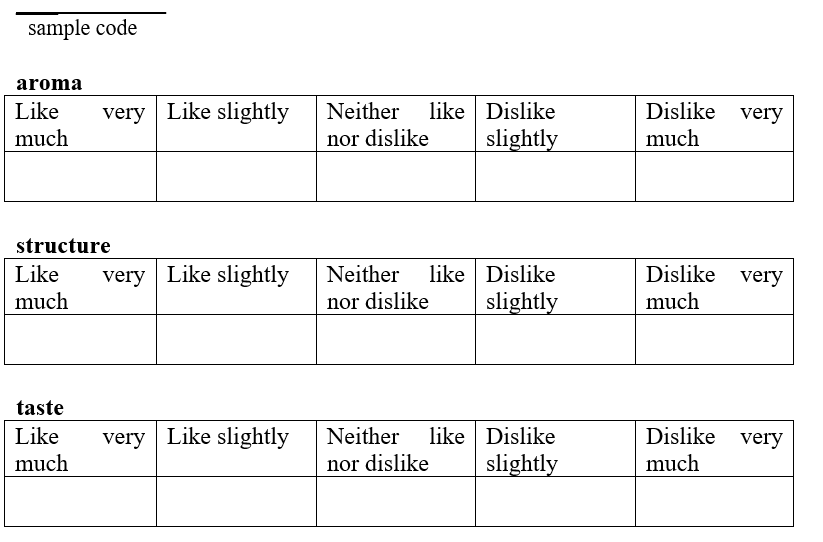 sample code
aroma
Like very much
Like slightly
Neither like nor dislike
Dislike slightly
Dislike very much
structure
Like very much
Like slightly
Neither like nor dislike
Dislike slightly
Dislike very much
taste
Like very much
Like slightly
Neither like nor dislike
Dislike slightly
Dislike very much